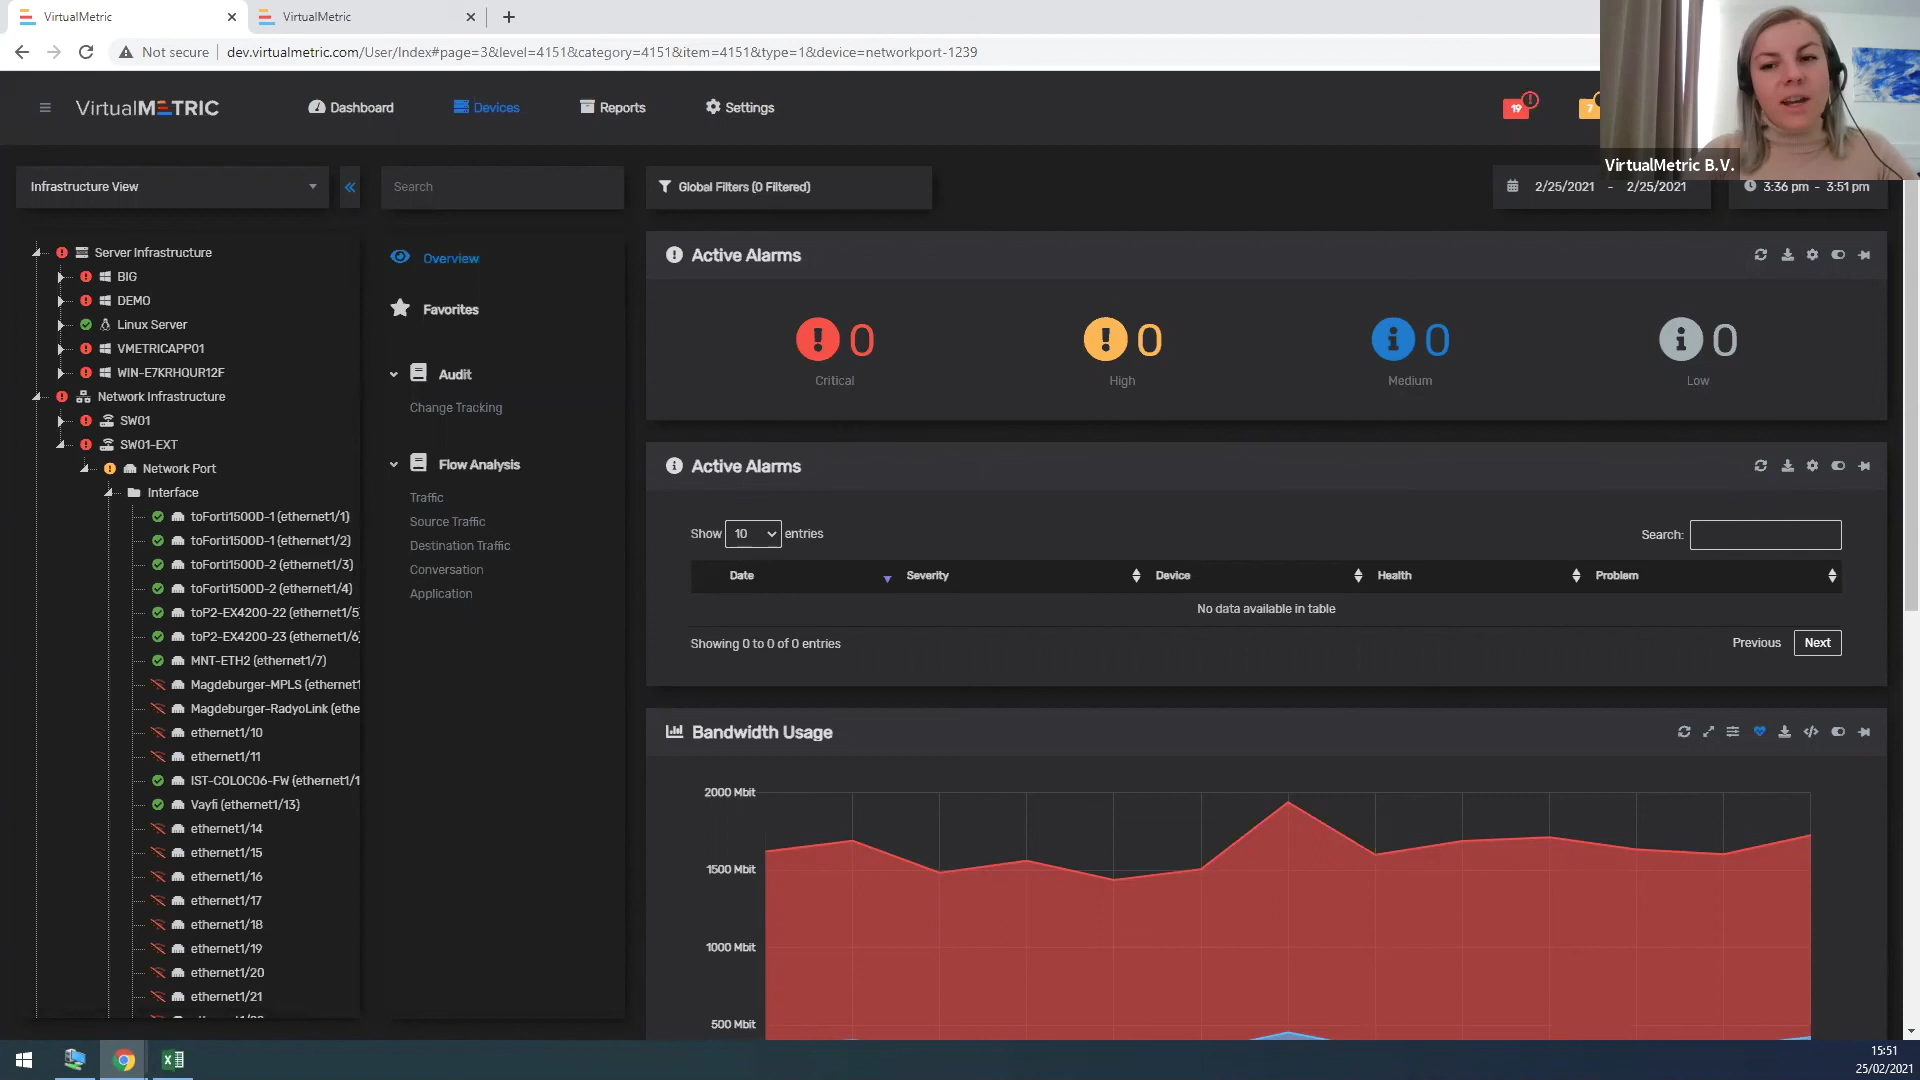 VirtualMetric
VirtualMetric
Not secure
dev.virtualmetric.com/User/Index#page=3&level=4151&category=4151&item=4151&type=1&device=networkport-1239
VirtualMETRIC
Dashboard
Devices
Reports
Settings
19
7
VirtualMetric B.V.
Infrastructure View
Search
Global Filters (0 Filtered)
2/25/2021 - 2/25/2021
3:36 pm - 3:51 pm
Server Infrastructure
BIG
DEMO
Linux Server
VMETRICAPP01
WIN-E7KRHQUR12F
Network Infrastructure
SW01
SW01-EXT
Network Port
Interface
toForti1500D-1 (ethernet1/1)
toForti1500D-1 (ethernet1/2)
toForti1500D-2 (ethernet1/3)
toForti1500D-2 (ethernet1/4)
toP2-EX4200-22 (ethernet1/5
toP2-EX4200-23 (ethernet1/6
MNT-ETH2 (ethernet1/7)
Magdeburger-MPLS (ethernet1
Magdeburger-RadyoLink (ethe
ethernet1/10
ethernet1/11
IST-COLOC06-FW (ethernet1/1
Vayfi (ethernet1/13)
ethernet1/14
ethernet1/15
ethernet1/16
ethernet1/17
ethernet1/18
ethernet1/19
ethernet1/20
ethernet1/21
Overview
Favorites
Audit
Change Tracking
Flow Analysis
Traffic
Source Traffic
Destination Traffic
Conversation
Application
Active Alarms
0
Critical
0
High
0
Medium
0
Low
Active Alarms
Show 10 entries
Search:
Date
Severity
Device
Health
Problem
No data available in table
Showing 0 to 0 of 0 entries
Previous
Next
Bandwidth Usage
2000 Mbit
1500 Mbit
1000 Mbit
500 Mbit
15:51
25/02/2021